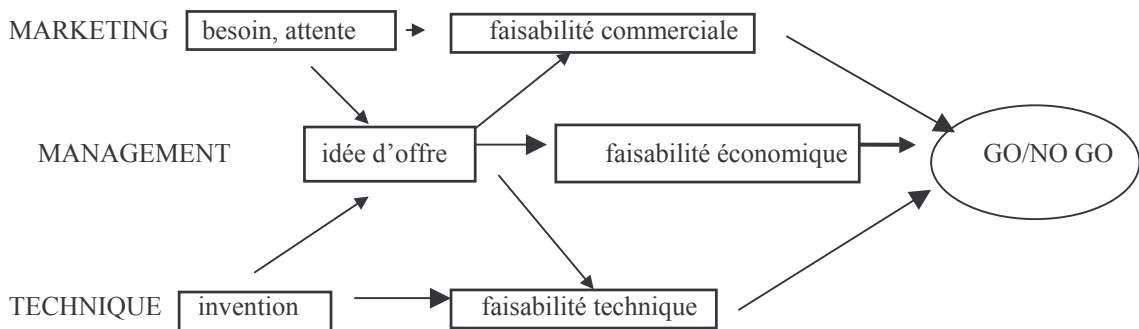 MARKETING besoin, attente faisabilité commerciale
MANAGEMENT idée d’offre faisabilité économique GO/NO GO
TECHNIQUE invention faisabilité technique